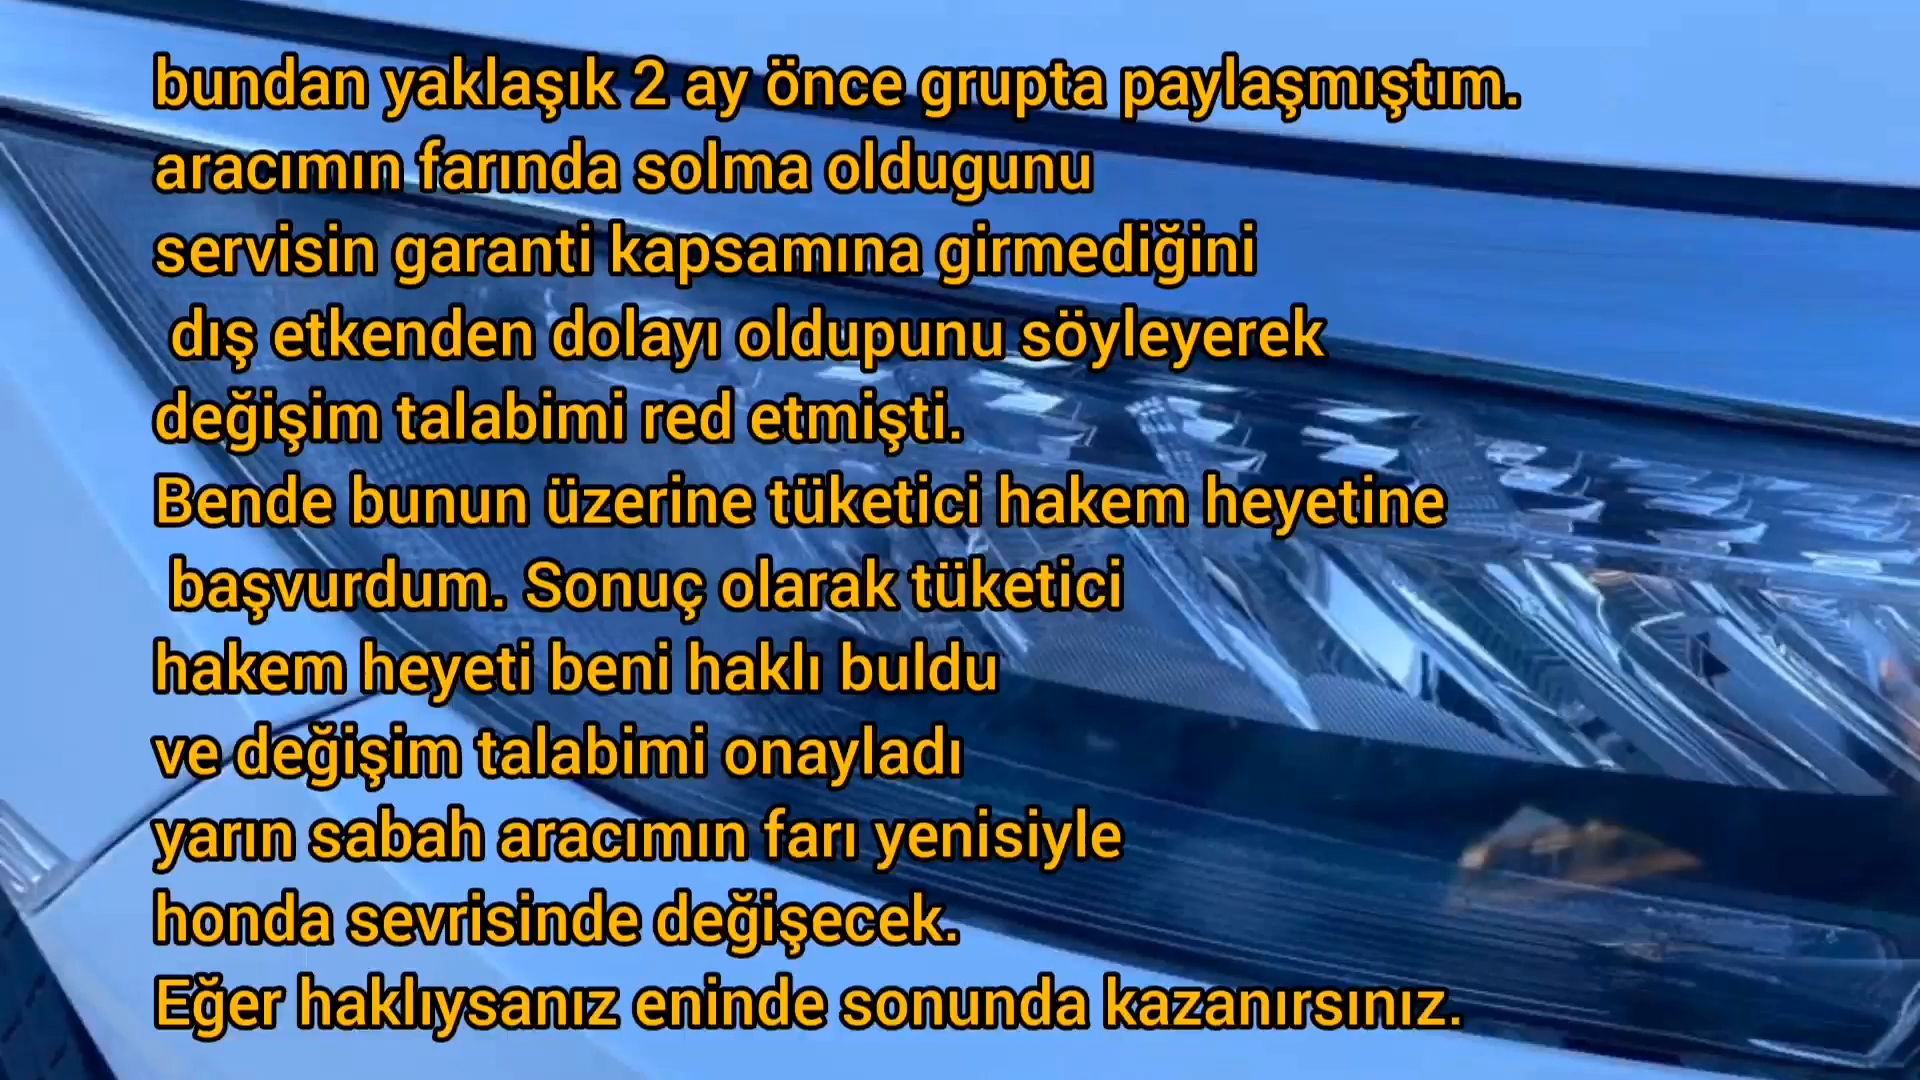 bundan yaklaşık 2 ay önce grupta paylaşmıştım.
aracımın farında solma oldugunu
servisin garanti kapsamına girmediğini
dış etkenden dolayı oldupunu söyleyerek
değişim talabimi red etmişti.
Bende bunun üzerine tüketici hakem heyetine
başvurdum. Sonuç olarak tüketici
hakem heyeti beni haklı buldu
ve değişim talabimi onayladı
yarın sabah aracımın farı yenisiyle
honda sevrisinde değişecek.
Eğer haklıysanız eninde sonunda kazanırsınız.